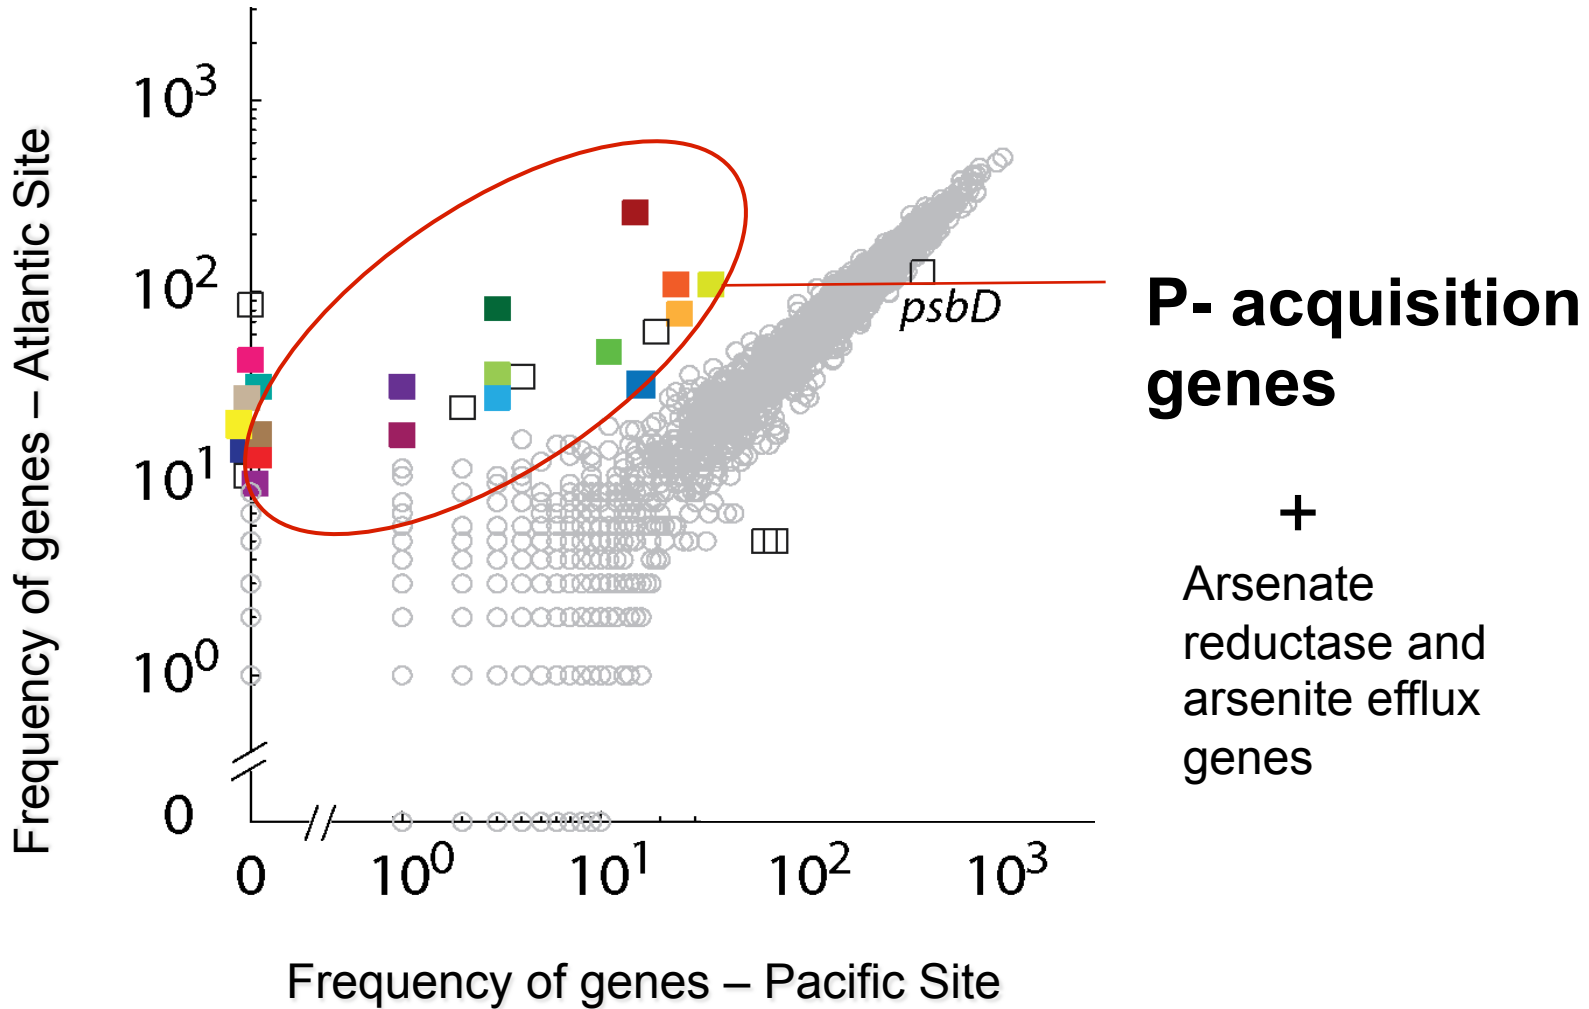 Frequency of genes – Atlantic Site
10³
10²
10¹
10⁰
0
0
10⁰
10¹
10²
10³
Frequency of genes – Pacific Site
psbD
P- acquisition
genes
+
Arsenate
reductase and
arsenite efflux
genes